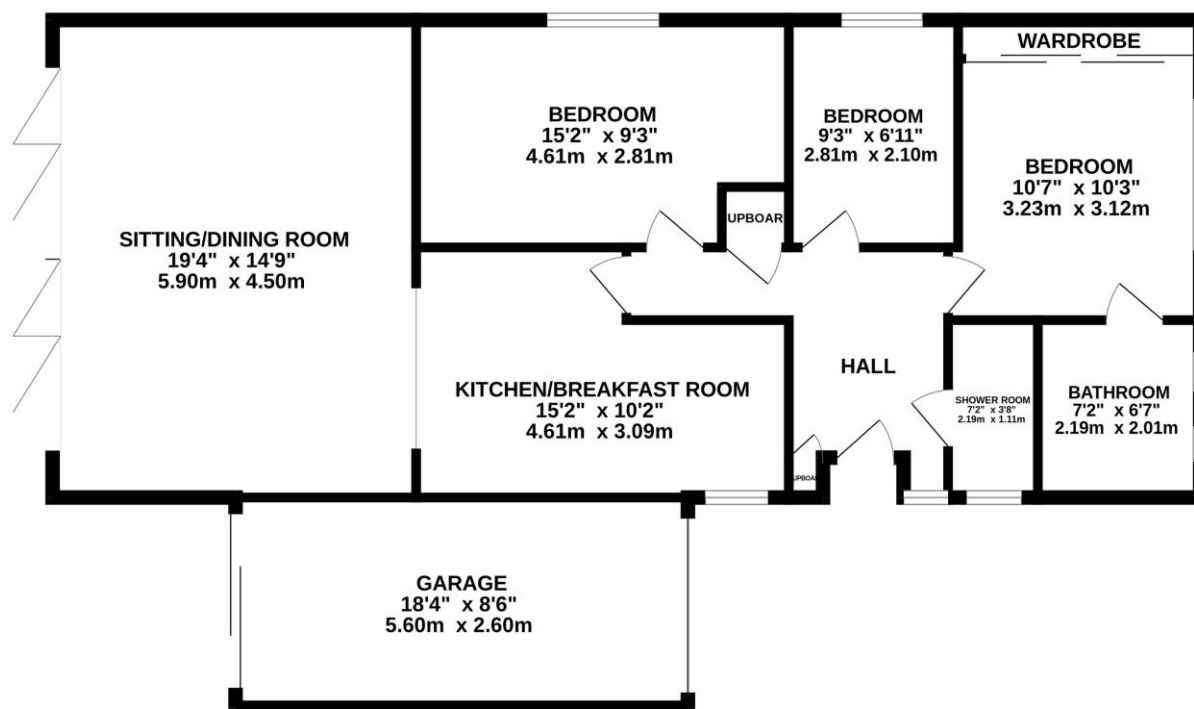 WARDROBE
BEDROOM
15'2" x 9'3"
4.61m x 2.81m
BEDROOM
9'3" x 6'11"
2.81m x 2.10m
BEDROOM
10'7" x 10'3"
3.23m x 3.12m
UPBOAR
SITTING/DINING ROOM
19'4" x 14'9"
5.90m x 4.50m
HALL
KITCHEN/BREAKFAST ROOM
15'2" x 10'2"
4.61m x 3.09m
SHOWER ROOM
7'2" x 3'8"
2.19m x 1.11m
BATHROOM
7'2" x 6'7"
2.19m x 2.01m
UPBOAR
GARAGE
18'4" x 8'6"
5.60m x 2.60m